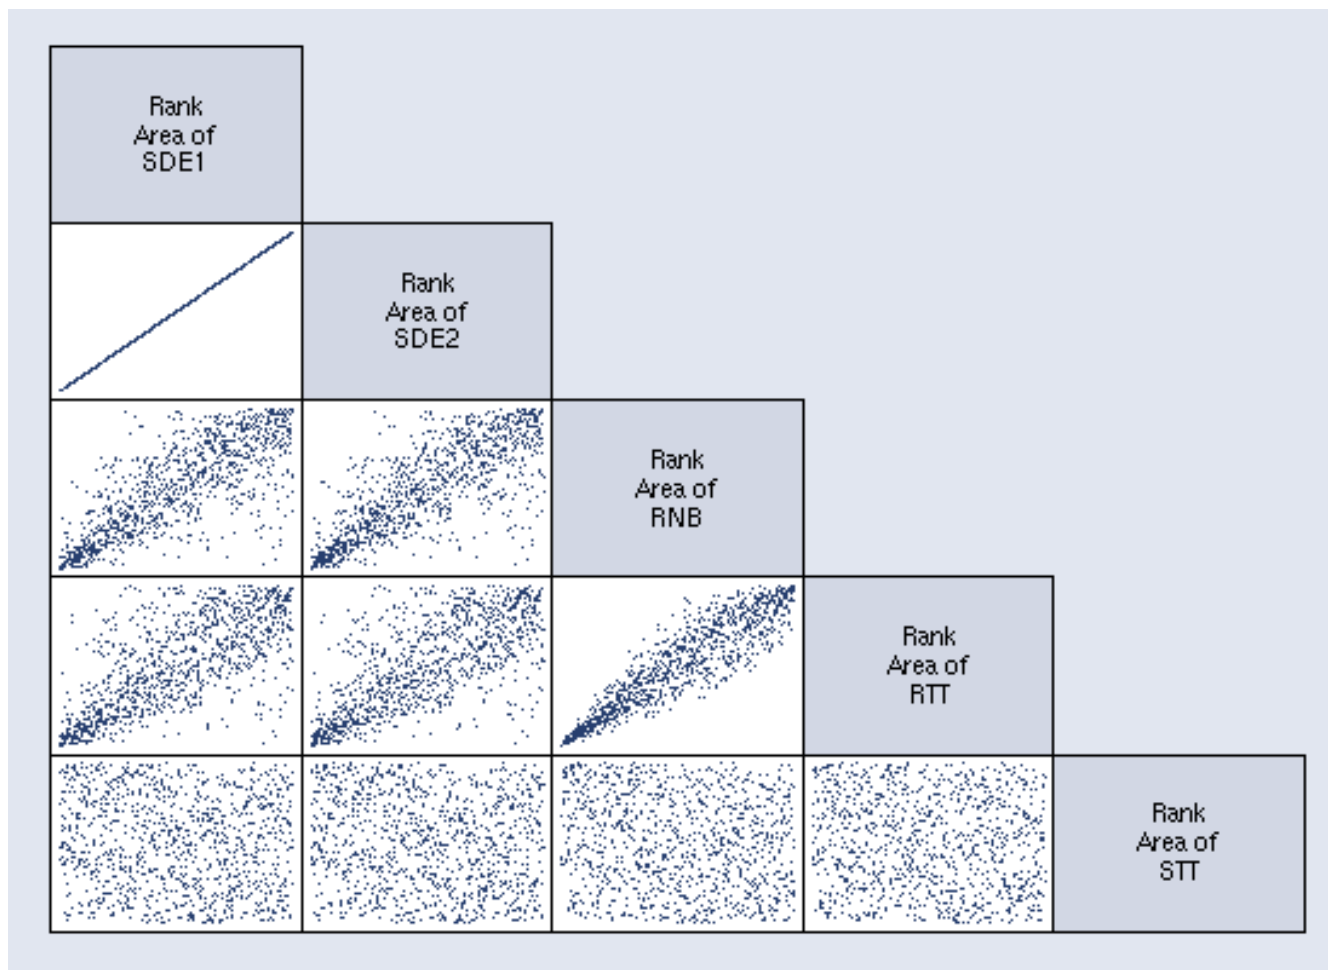 Rank
Area of
SDE1
Rank
Area of
SDE2
Rank
Area of
RNB
Rank
Area of
RTT
Rank
Area of
STT